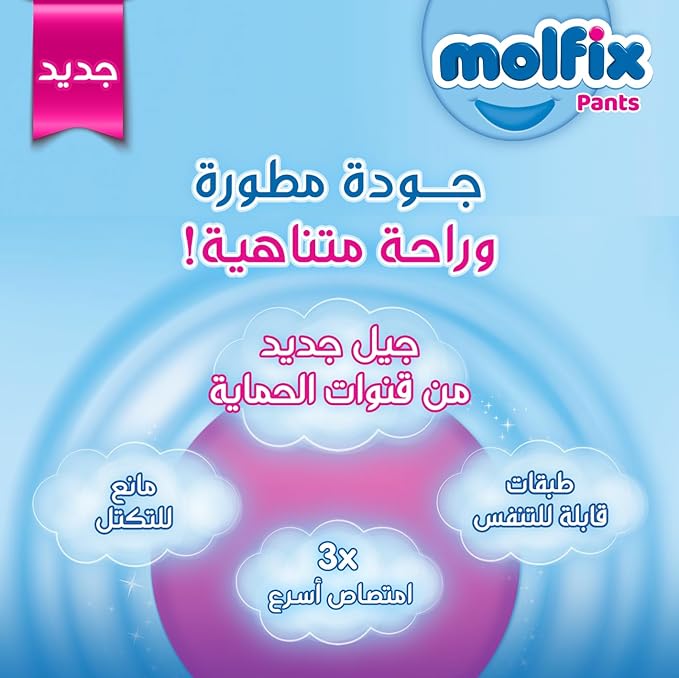 جديد
molfix
Pants
جـودة مطورة
وراحة متناهية!
جيل جديد
من قنوات الحماية
طبقات
قابلة للتنفس
مانع
للتكتل
3x
امتصاص أسرع